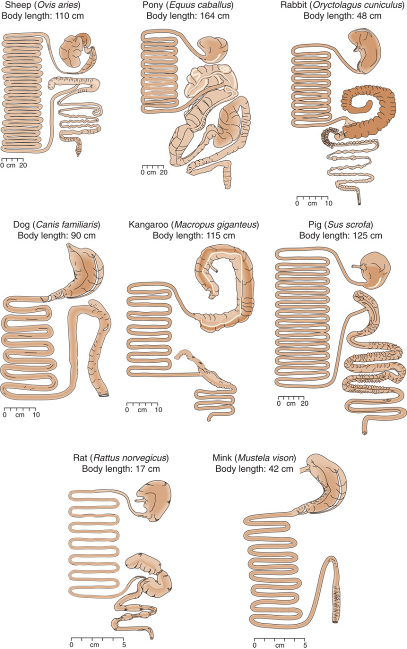 Sheep (Ovis aries)
Body length: 110 cm
Pony (Equus caballus)
Body length: 164 cm
Rabbit (Oryctolagus cuniculus)
Body length: 48 cm
0 cm 20
0 cm 20
0 cm 10
Dog (Canis familiaris)
Body length: 90 cm
Kangaroo (Macropus giganteus)
Body length: 115 cm
Pig (Sus scrofa)
Body length: 125 cm
0 cm 10
0 cm 10
0 cm 20
Rat (Rattus norvegicus)
Body length: 17 cm
Mink (Mustela vison)
Body length: 42 cm
0 cm 5
0 cm 5